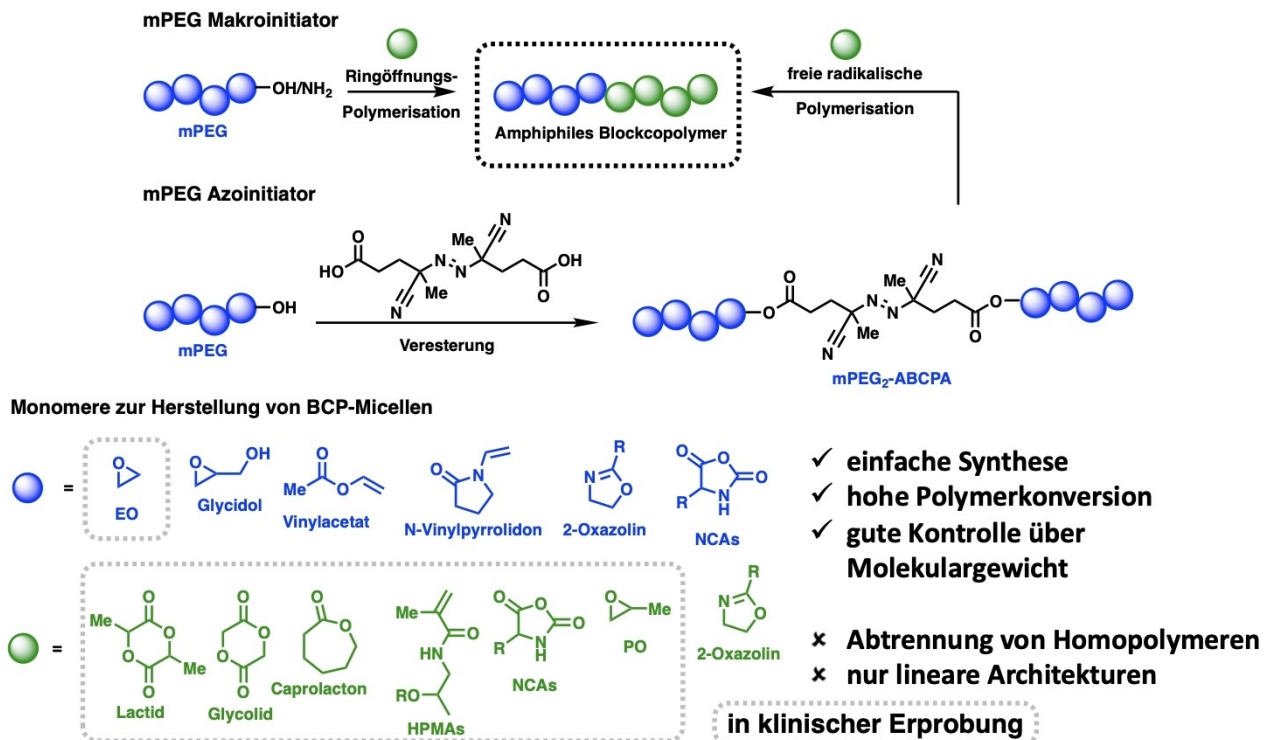 mPEG Makroinitiator
OH/NH2
mPEG
Ringöffnungs-
Polymerisation
Amphiphiles Blockcopolymer
freie radikalische
Polymerisation
mPEG Azoinitiator
OH
mPEG
HO
O
N
Me
N
N
Me
N
OH
O
Veresterung
O
O
N
Me
N
N
Me
N
O
O
mPEG2-ABCPA
Monomere zur Herstellung von BCP-Micellen
=
O
EO
O
OH
Glycidol
O
Me
O
Vinylacetat
O
N
N-Vinylpyrrolidon
R
N
O
2-Oxazolin
O
O
O
R
NH
NCAs
✓ einfache Synthese
✓ hohe Polymerkonversion
✓ gute Kontrolle über
Molekulargewicht
=
O
Me
O
O
Me
O
Lactid
O
O
O
O
Glycolid
O
O
Caprolacton
Me
O
HN
RO
HPMAs
O
O
O
R
NH
NCAs
O
Me
PO
R
N
O
2-Oxazolin
✘ Abtrennung von Homopolymeren
✘ nur lineare Architekturen
in klinischer Erprobung